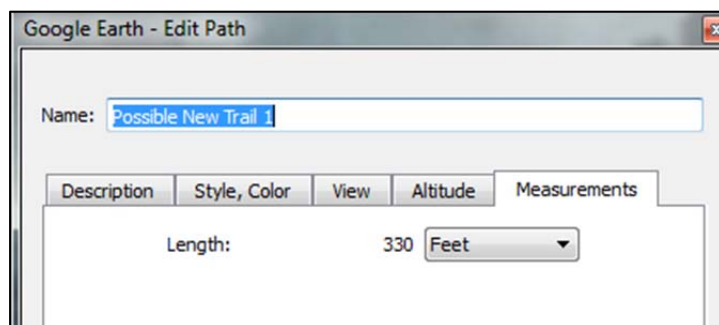 Google Earth - Edit Path
Name: Possible New Trail 1
Description Style, Color View Altitude Measurements
Length: 330 Feet